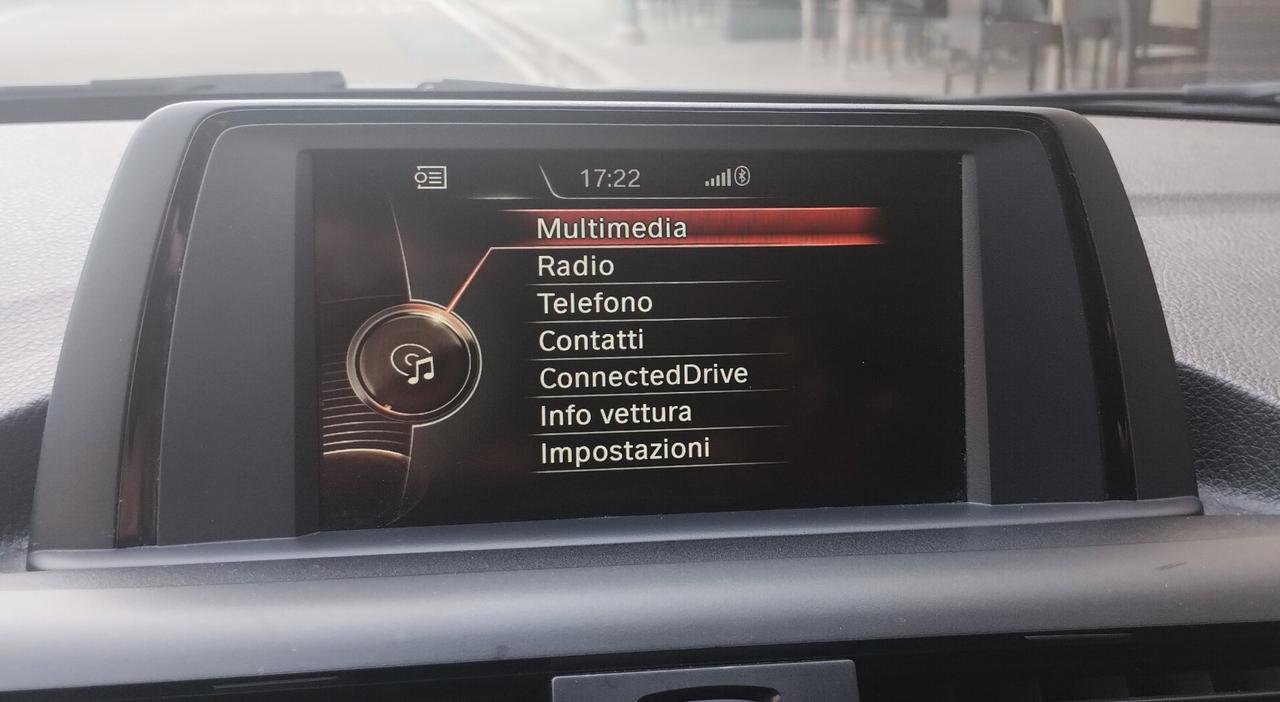 17:22
Multimedia
Radio
Telefono
Contatti
ConnectedDrive
Info vettura
Impostazioni